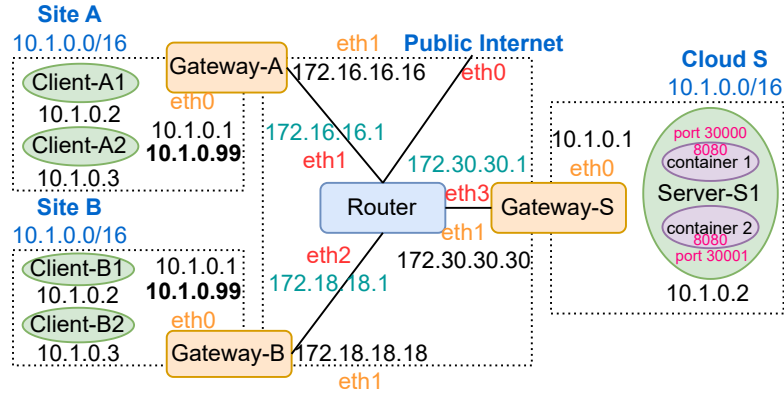 Site A
10.1.0.0/16
Client-A1
10.1.0.2
Client-A2
10.1.0.3
Gateway-A
eth0
10.1.0.1
10.1.0.99
eth1
172.16.16.16
172.16.16.1
eth1
Public Internet
eth0
Router
172.30.30.1
eth3
eth1
172.30.30.30
Gateway-S
10.1.0.1
eth0
Cloud S
10.1.0.0/16
port 30000
8080
container 1
Server-S1
container 2
8080
port 30001
10.1.0.2
Site B
10.1.0.0/16
Client-B1
10.1.0.2
Client-B2
10.1.0.3
10.1.0.1
10.1.0.99
eth0
Gateway-B
eth2
172.18.18.1
172.18.18.18
eth1